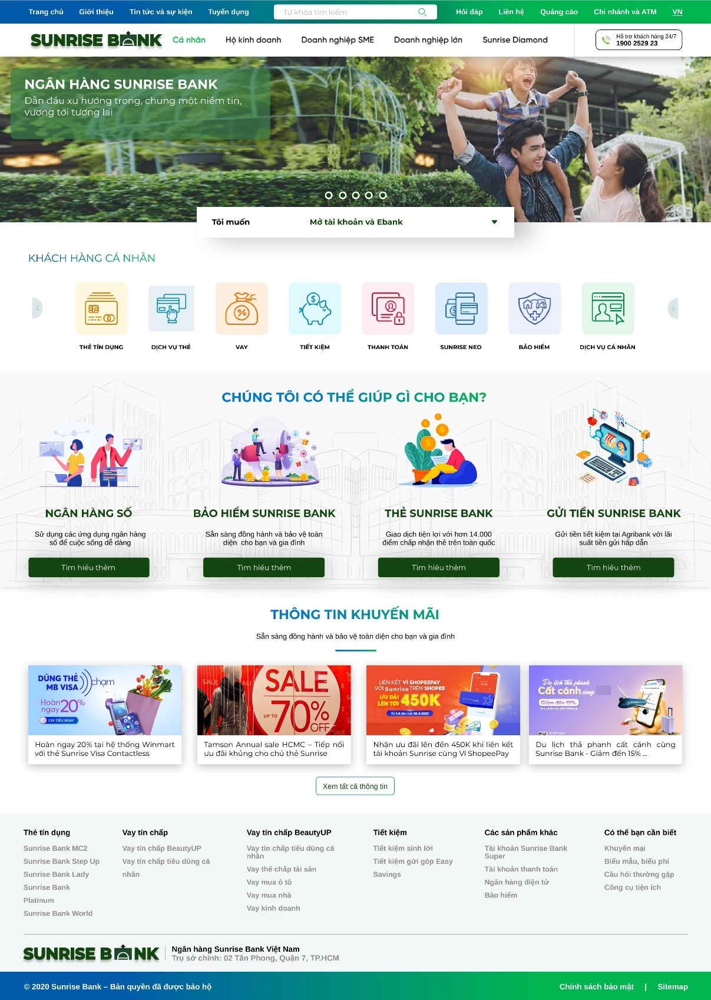 Trang chủ Giới thiệu Tin tức và sự kiện Tuyển dụng Từ khóa tìm kiếm Hỏi đáp Liên hệ Quảng cáo Chi nhánh và ATM VN
SUNRISE BANK Cá nhân Hộ kinh doanh Doanh nghiệp SME Doanh nghiệp lớn Sunrise Diamond
Hỗ trợ khách hàng 24/7
1900 2529 23
NGÂN HÀNG SUNRISE BANK
Dẫn đầu xu hướng trong, chung một niềm tin,
vương tới tương lai
Tôi muốn Mở tài khoản và Ebank
KHÁCH HÀNG CÁ NHÂN
THẺ TÍN DỤNG DỊCH VỤ THẺ VAY TIẾT KIỆM THANH TOÁN SUNRISE NEO BẢO HIỂM DỊCH VỤ CÁ NHÂN
CHÚNG TÔI CÓ THỂ GIÚP GÌ CHO BẠN?
NGÂN HÀNG SỐ
Sử dụng các ứng dụng ngân hàng
số để cuộc sống dễ dàng
Tìm hiểu thêm
BẢO HIỂM SUNRISE BANK
Sẵn sàng đồng hành và bảo vệ toàn
diện cho bạn và gia đình
Tìm hiểu thêm
THẺ SUNRISE BANK
Giao dịch tiện lợi với hơn 14.000
điểm chấp nhận thẻ trên toàn quốc
Tìm hiểu thêm
GỬI TIỀN SUNRISE BANK
Gửi tiền tiết kiệm tại Agribank với lãi
suất tiền gửi hấp dẫn
Tìm hiểu thêm
THÔNG TIN KHUYẾN MÃI
Sẵn sàng đồng hành và bảo vệ toàn diện cho bạn và gia đình
DÙNG THẺ
MB VISA chạm
Hoàn
ngay 20%
CHI TIÊU NGAY
Hoàn ngay 20% tại hệ thống Winmart
với thẻ Sunrise Visa Contactless
SALE
UP TO 70%
OFF
Tamson Annual sale HCMC – Tiếp nối
ưu đãi khủng cho chủ thẻ Sunrise
LIÊN KẾT VÍ SHOPEEPAY
VỚI Sunrise TRÊN SHOPEE
ƯU ĐÃI
LÊN TỚI 450K
Từ 1.4 đến hết 30.4.2022
Nhận ưu đãi lên đến 450K khi liên kết
tài khoản Sunrise cùng Ví ShopeePay
Du lịch thả phanh
Cất cánh cùng
Giảm đến 15%
Du lịch thả phanh cất cánh cùng
Sunrise Bank - Giảm đến 15% ...
Xem tất cả thông tin
Thẻ tín dụng
Sunrise Bank MC2
Sunrise Bank Step Up
Sunrise Bank Lady
Sunrise Bank
Platinum
Sunrise Bank World
Vay tín chấp
Vay tín chấp BeautyUP
Vay tín chấp tiêu dùng cá
nhân
Vay tín chấp BeautyUP
Vay tín chấp tiêu dùng cá
nhân
Vay thế chấp tài sản
Vay mua ô tô
Vay mua nhà
Vay kinh doanh
Tiết kiệm
Tiết kiệm sinh lời
Tiết kiệm gửi góp Easy
Savings
Các sản phẩm khác
Tài khoản Sunrise Bank
Super
Tài khoản thanh toán
Ngân hàng điện tử
Bảo hiểm
Có thể bạn cần biết
Khuyến mại
Biểu mẫu, biểu phí
Câu hỏi thường gặp
Công cụ tiện ích
SUNRISE BANK
Ngân hàng Sunrise Bank Việt Nam
Trụ sở chính: 02 Tân Phong, Quận 7, TP.HCM
© 2020 Sunrise Bank – Bản quyền đã được bảo hộ Chính sách bảo mật | Sitemap